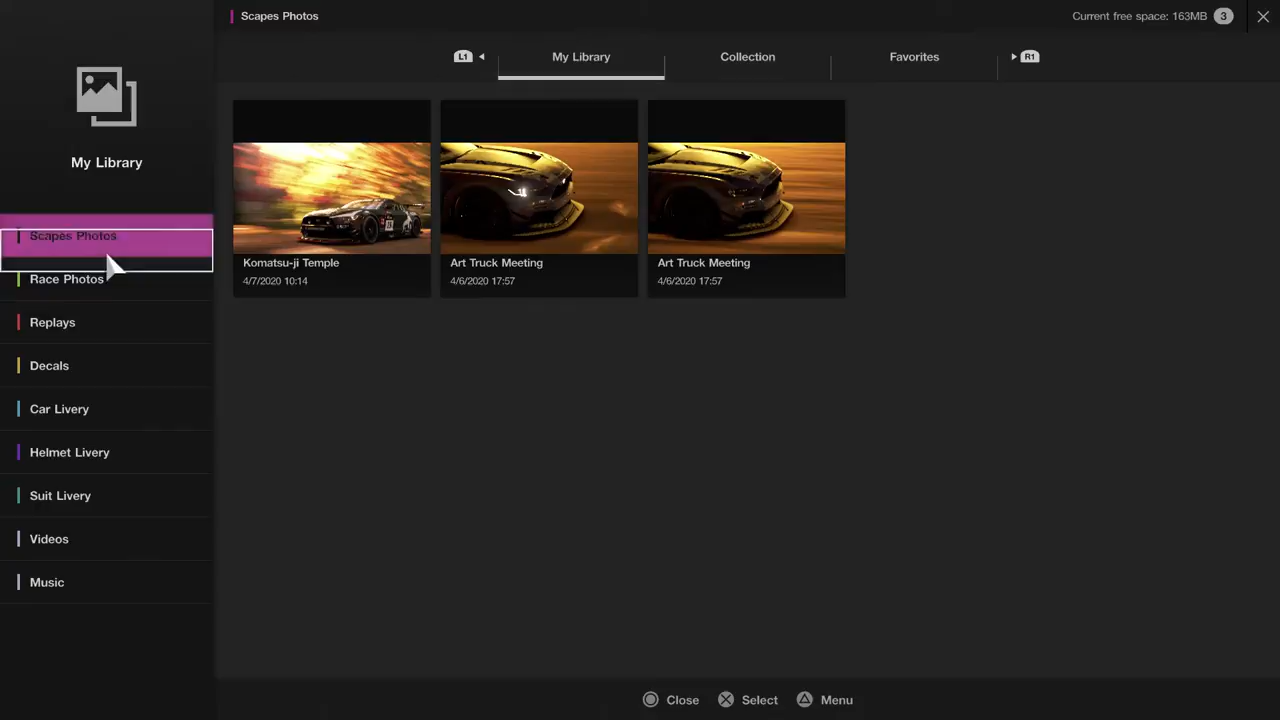 Scapes Photos
Current free space: 163MB 3
L1 My Library Collection Favorites R1
My Library
Scapes Photos
Race Photos
Replays
Decals
Car Livery
Helmet Livery
Suit Livery
Videos
Music
Komatsu-ji Temple
4/7/2020 10:14
Art Truck Meeting
4/6/2020 17:57
Art Truck Meeting
4/6/2020 17:57
Close Select Menu